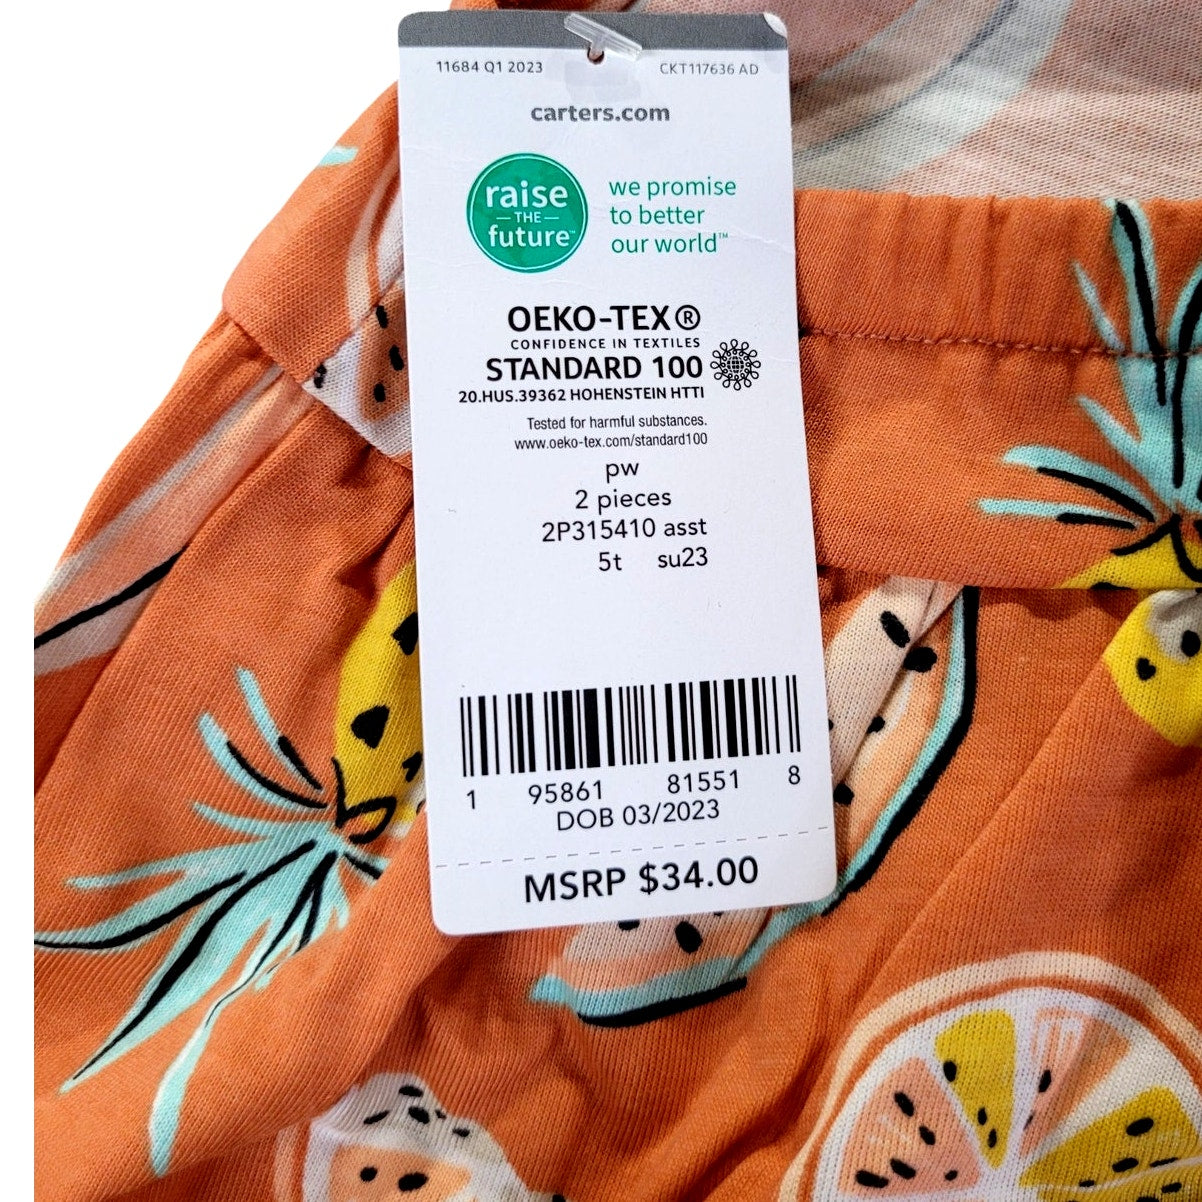 11684 Q1 2023 CKT117636 AD
carters.com
raise
THE
future™
we promise
to better
our world™
OEKO-TEX®
CONFIDENCE IN TEXTILES
STANDARD 100
20.HUS.39362 HOHENSTEIN HTTI
Tested for harmful substances.
www.oeko-tex.com/standard100
pw
2 pieces
2P315410 asst
5t su23
1 95861 81551 8
DOB 03/2023
MSRP $34.00